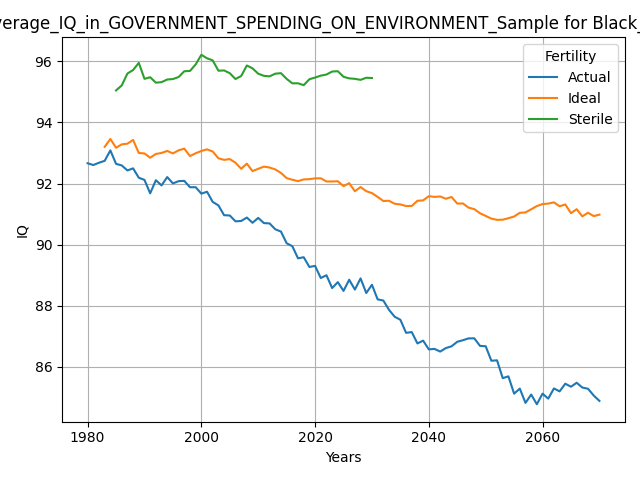 verage_IQ_in_GOVERNMENT_SPENDING_ON_ENVIRONMENT_Sample for Black_
96
94
92
90
88
86
IQ
1980
2000
2020
2040
2060
Years
Fertility
Actual
Ideal
Sterile